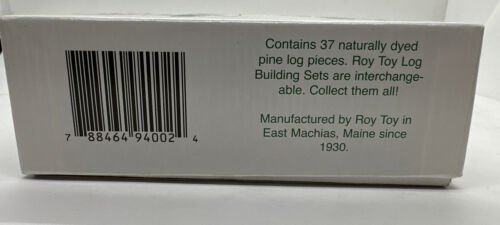 Contains 37 naturally dyed
pine log pieces. Roy Toy Log
Building Sets are interchange-
able. Collect them all!
Manufactured by Roy Toy in
East Machias, Maine since
1930.
7 88464 94002 4